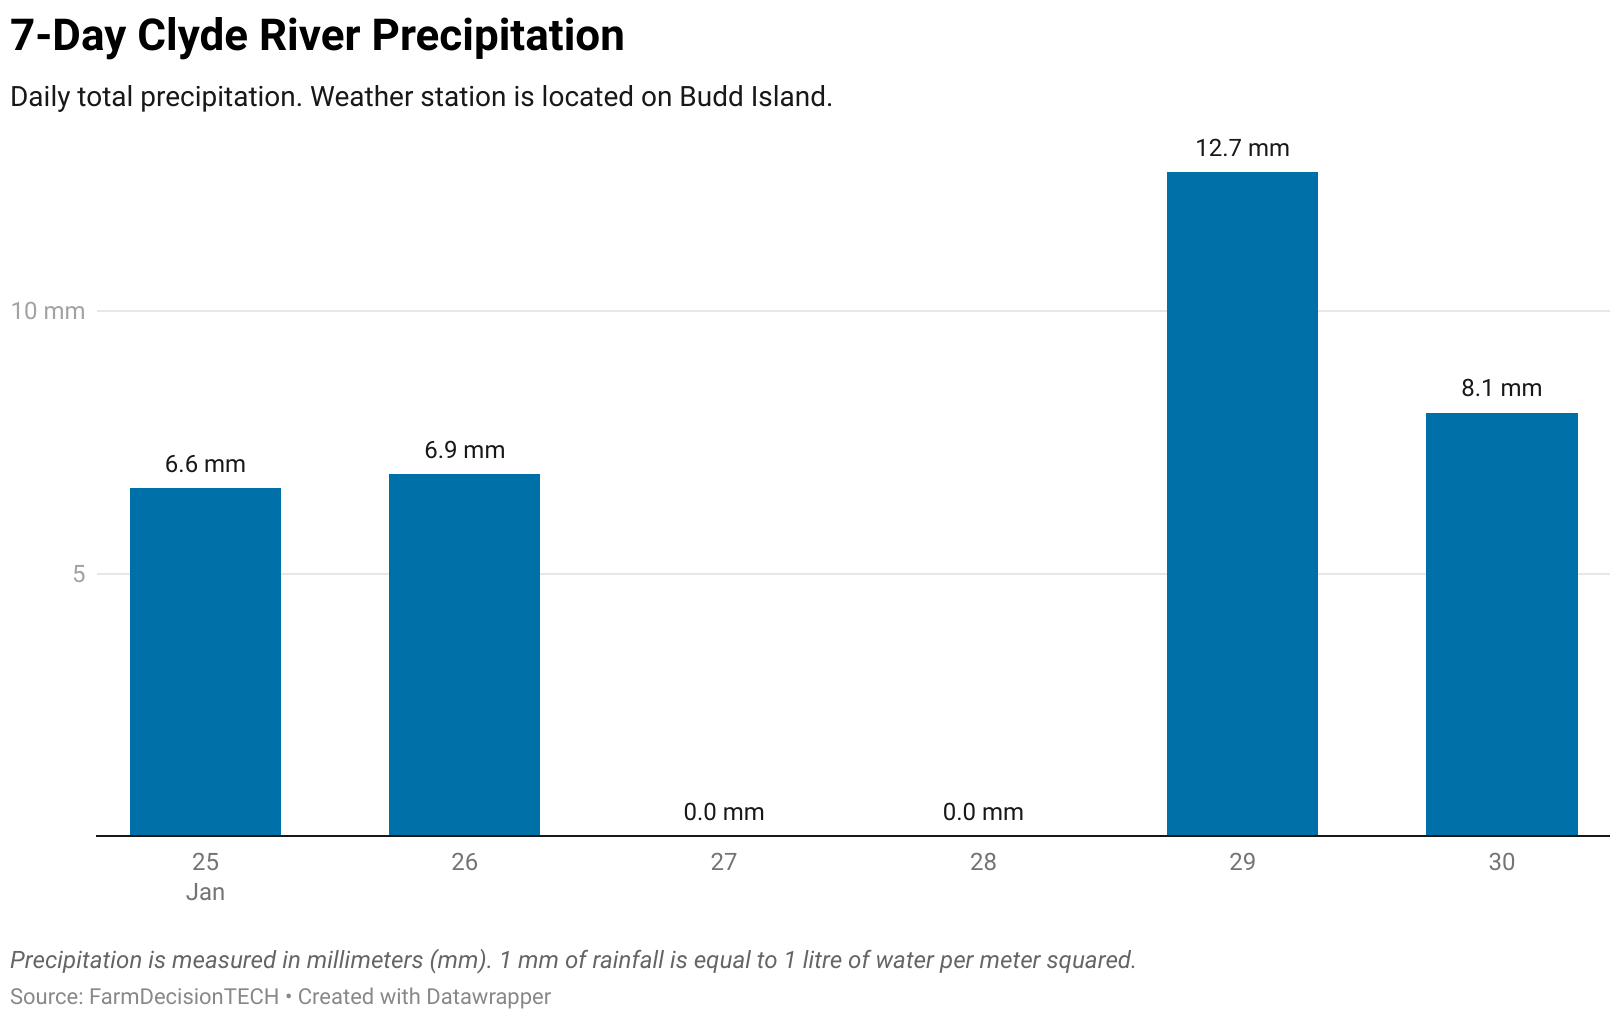 7-Day Clyde River Precipitation
Daily total precipitation. Weather station is located on Budd Island.
12.7 mm
10 mm
8.1 mm
6.9 mm
6.6 mm
5
0.0 mm 0.0 mm
25 26 27 28 29 30
Jan
Precipitation is measured in millimeters (mm). 1 mm of rainfall is equal to 1 litre of water per meter squared.
Source: FarmDecisionTECH • Created with Datawrapper